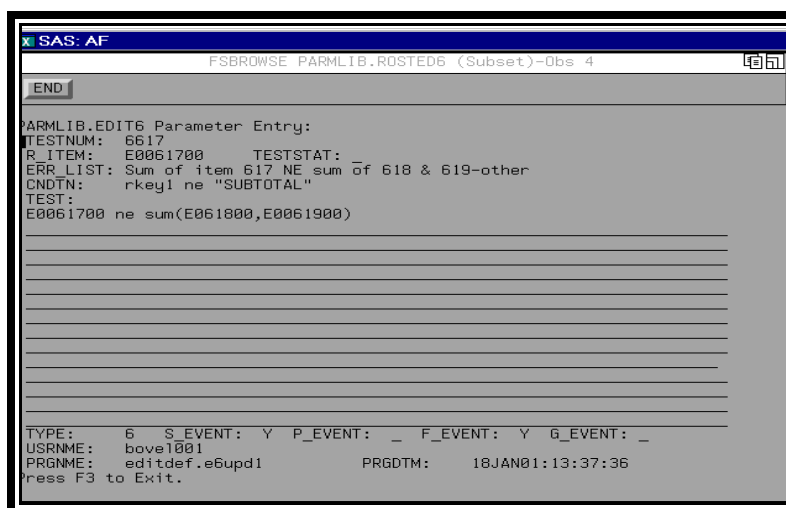 SAS: AF
FSBROWSE PARMLIB.ROSTED6 (Subset)-Obs 4
END
PARMLIB.EDIT6 Parameter Entry:
TESTNUM: 6617
R_ITEM: E0061700 TESTSTAT: _
ERR_LIST: Sum of item 617 NE sum of 618 & 619-other
CNDTN: rkey1 ne "SUBTOTAL"
TEST:
E0061700 ne sum(E061800,E0061900)
TYPE: 6 S_EVENT: Y P_EVENT: _ F_EVENT: Y G_EVENT: _
USRNME: bovel001
PRGNME: editdef.e6upd1 PRGDTM: 18JAN01:13:37:36
Press F3 to Exit.